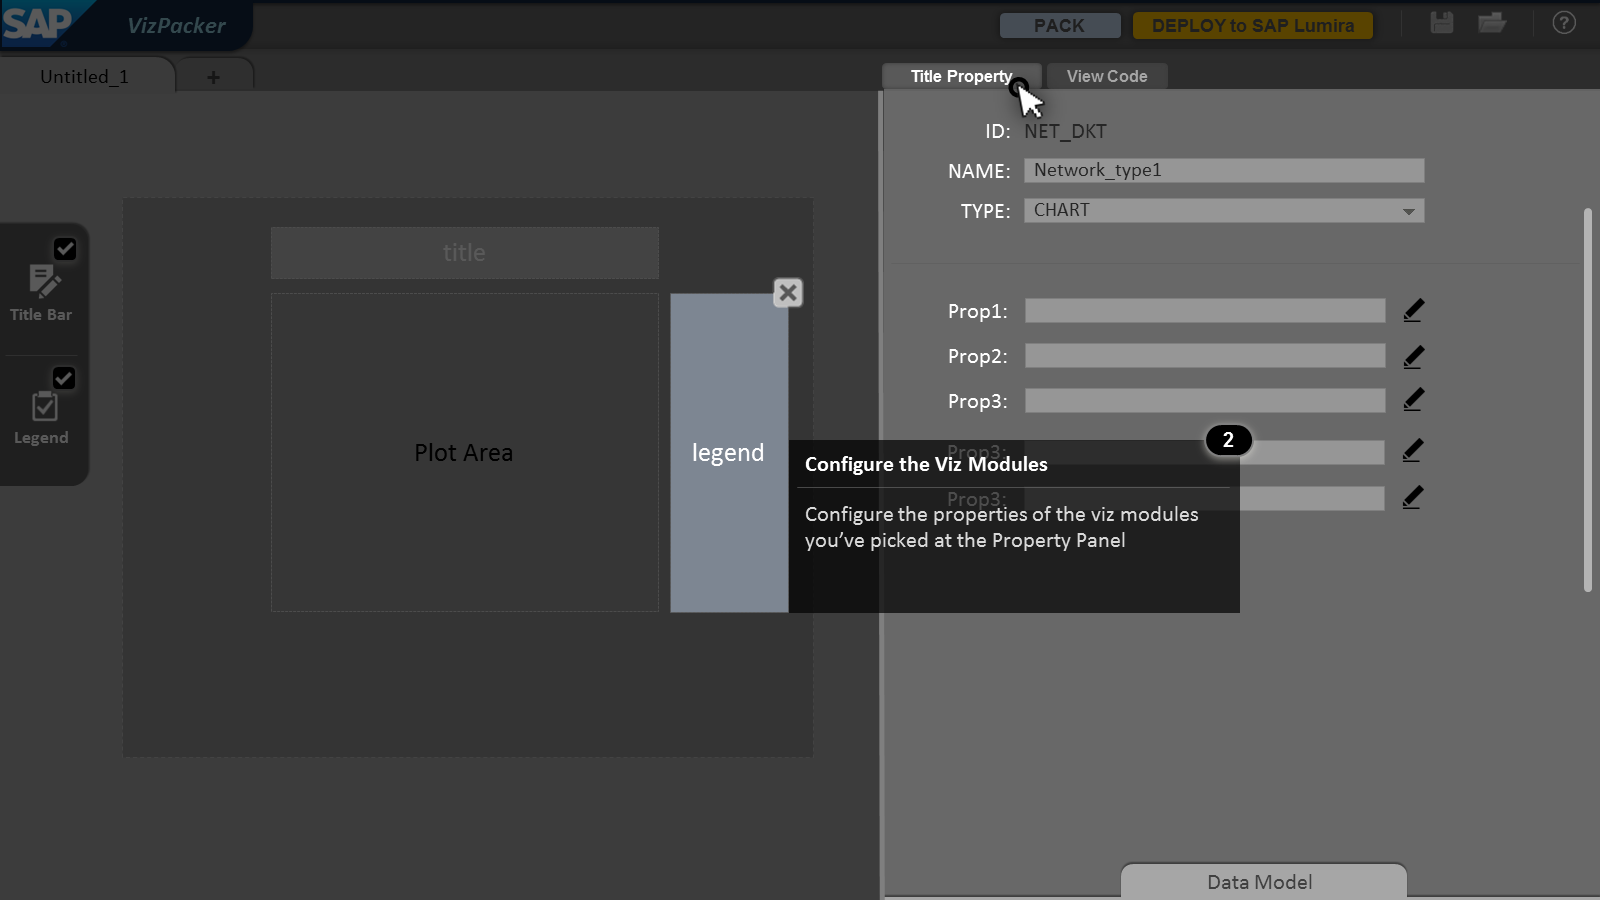 SAP
VizPacker
PACK
DEPLOY to SAP Lumira
?
Untitled_1
+
Title Property
View Code
ID: NET_DKT
NAME: Network_type1
TYPE: CHART
title
Title Bar
Legend
Plot Area
legend
Prop1:
Prop2:
Prop3:
Prop3:
Prop3:
2
Configure the Viz Modules
Configure the properties of the viz modules
you’ve picked at the Property Panel
Data Model